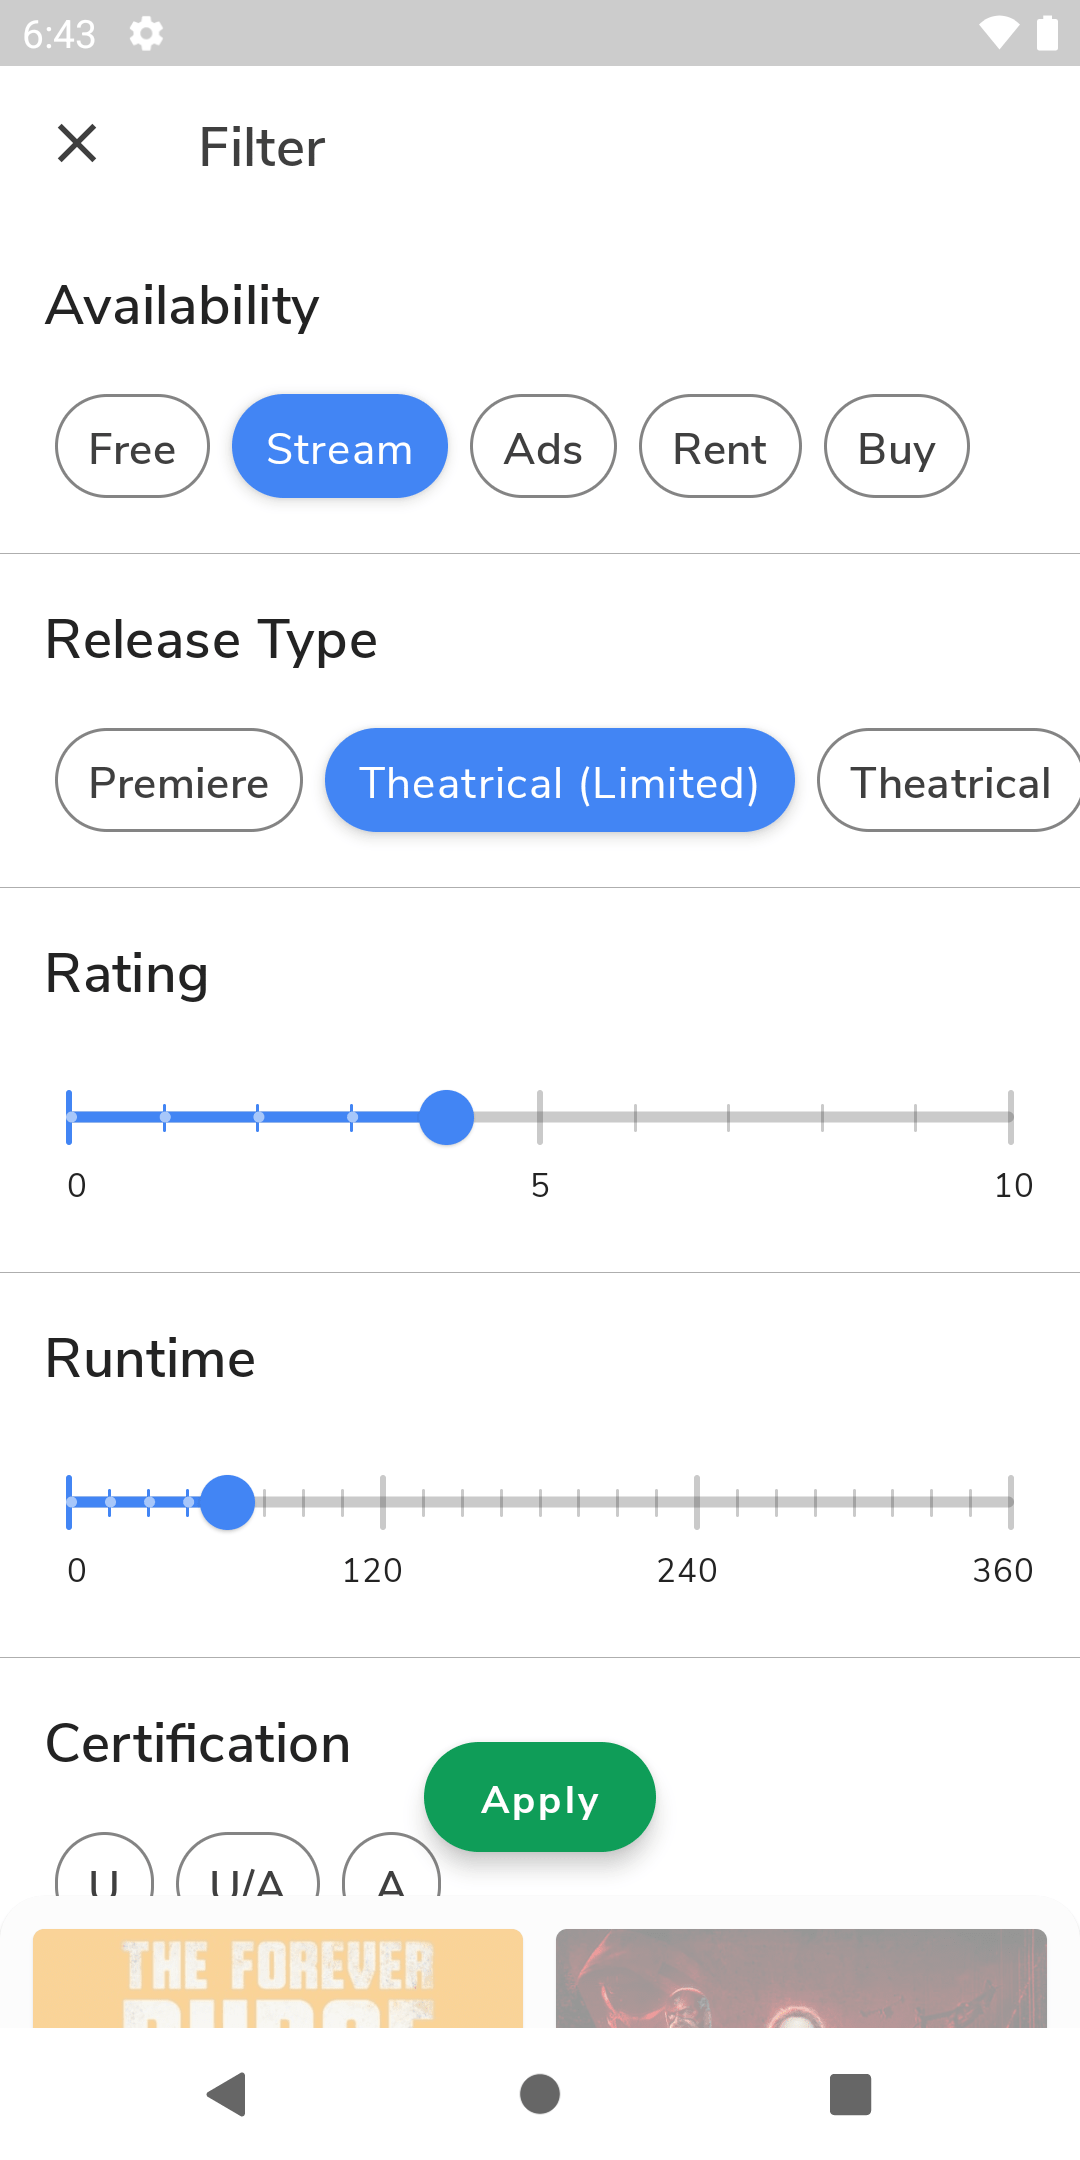 6:43
Filter
Availability
Free Stream Ads Rent Buy
Release Type
Premiere Theatrical (Limited) Theatrical
Rating
0 5 10
Runtime
0 120 240 360
Certification
Apply
U U/A A
THE FOREVER
PURGE